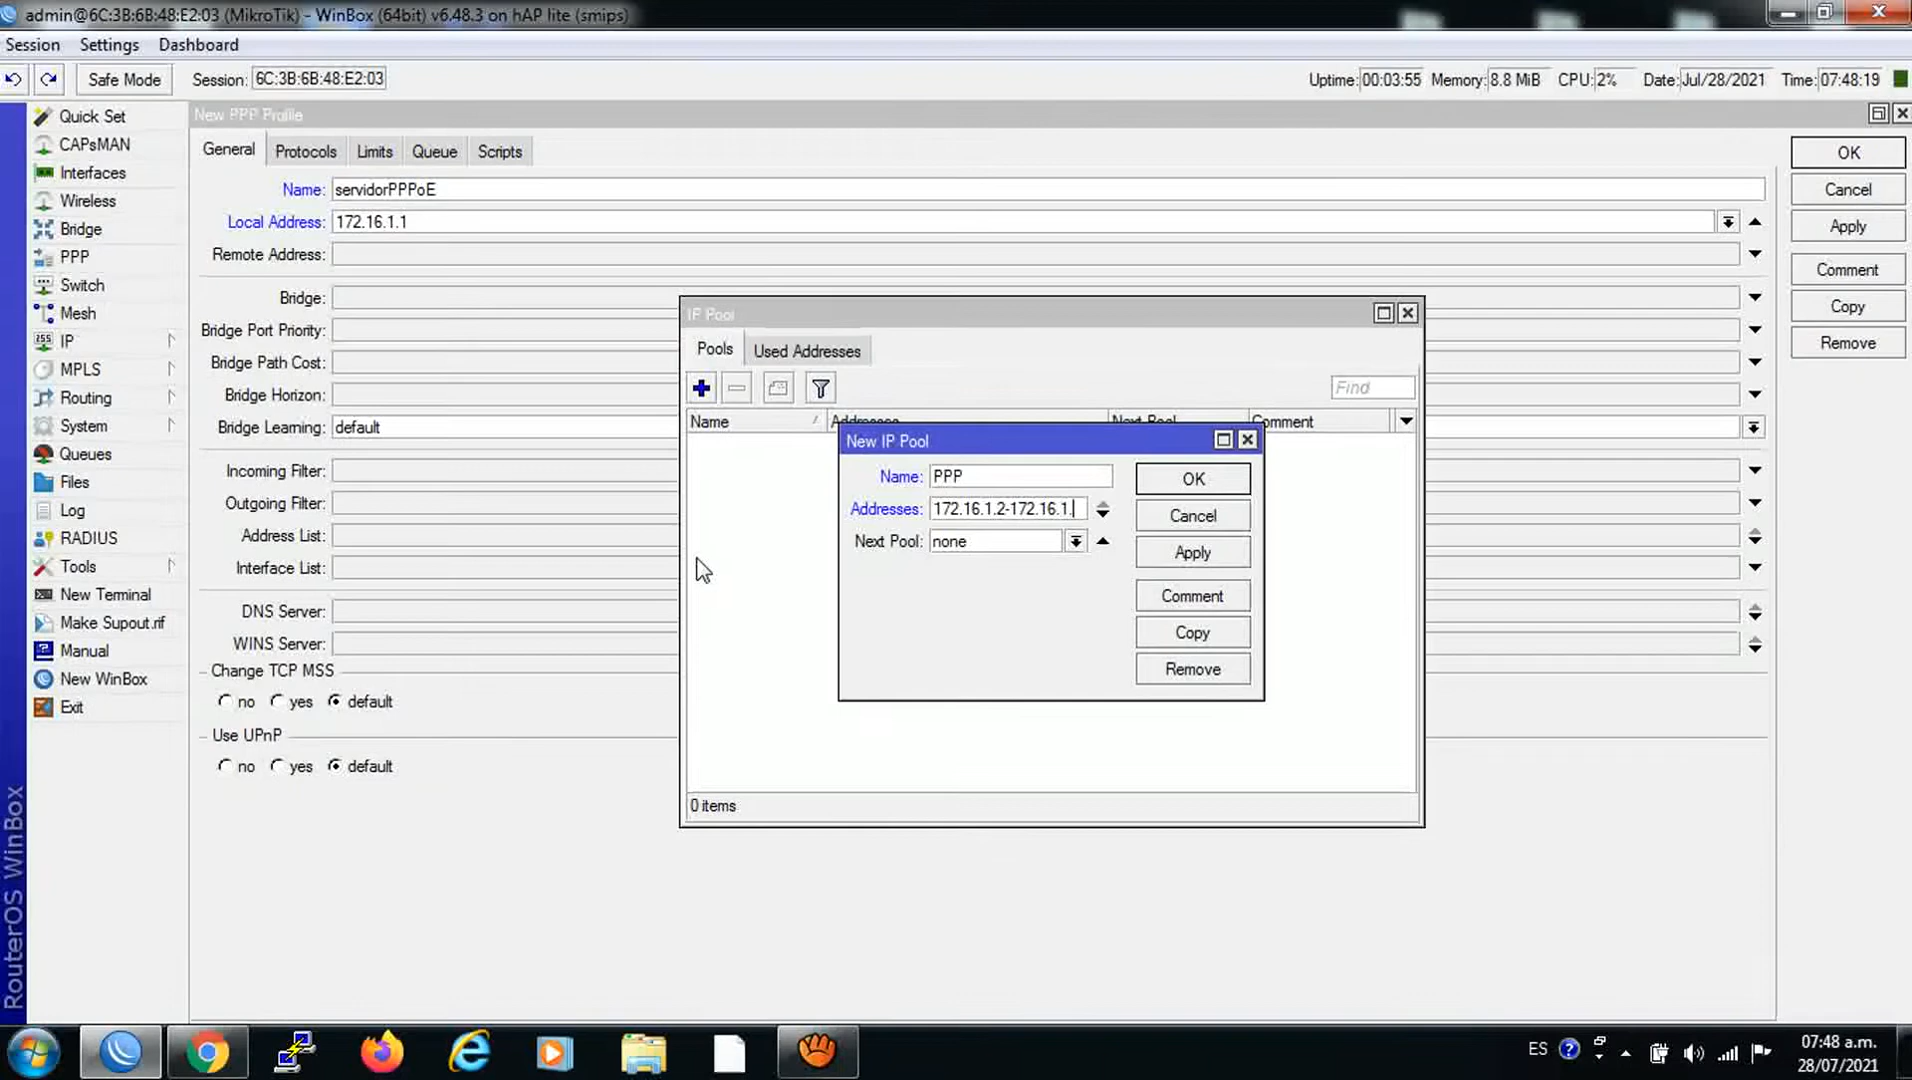 admin@6C:3B:6B:48:E2:03 (MikroTik) - WinBox (64bit) v6.48.3 on hAP lite (smips)
Session Settings Dashboard
Safe Mode Session: 6C:3B:6B:48:E2:03 Uptime: 00:03:55 Memory: 8.8 MiB CPU: 2% Date: Jul/28/2021 Time: 07:48:19
Quick Set
CAPsMAN
Interfaces
Wireless
Bridge
PPP
Switch
Mesh
255 IP
MPLS
Routing
System
Queues
Files
Log
RADIUS
Tools
New Terminal
Make Supout.rif
Manual
New WinBox
Exit
RouterOS WinBox
New PPP Profile
General Protocols Limits Queue Scripts
Name: servidorPPPoE
Local Address: 172.16.1.1
Remote Address:
Bridge:
Bridge Port Priority:
Bridge Path Cost:
Bridge Horizon:
Bridge Learning: default
Incoming Filter:
Outgoing Filter:
Address List:
Interface List:
DNS Server:
WINS Server:
Change TCP MSS
no yes default
Use UPnP
no yes default
OK
Cancel
Apply
Comment
Copy
Remove
IP Pool
Pools Used Addresses
Find
Name Addresses Next Pool Comment
0 items
New IP Pool
Name: PPP
Addresses: 172.16.1.2-172.16.1.
Next Pool: none
OK
Cancel
Apply
Comment
Copy
Remove
ES 07:48 a.m.
28/07/2021